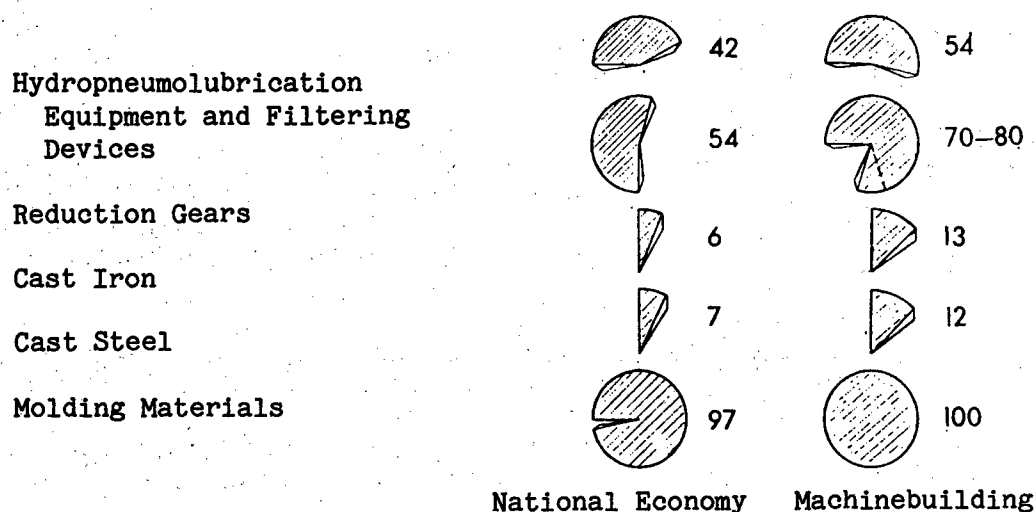 42 54
Hydropneumolubrication
Equipment and Filtering
Devices
54 70–80
Reduction Gears
6 13
Cast Iron
7 12
Cast Steel
Molding Materials
97 100
National Economy Machinebuilding